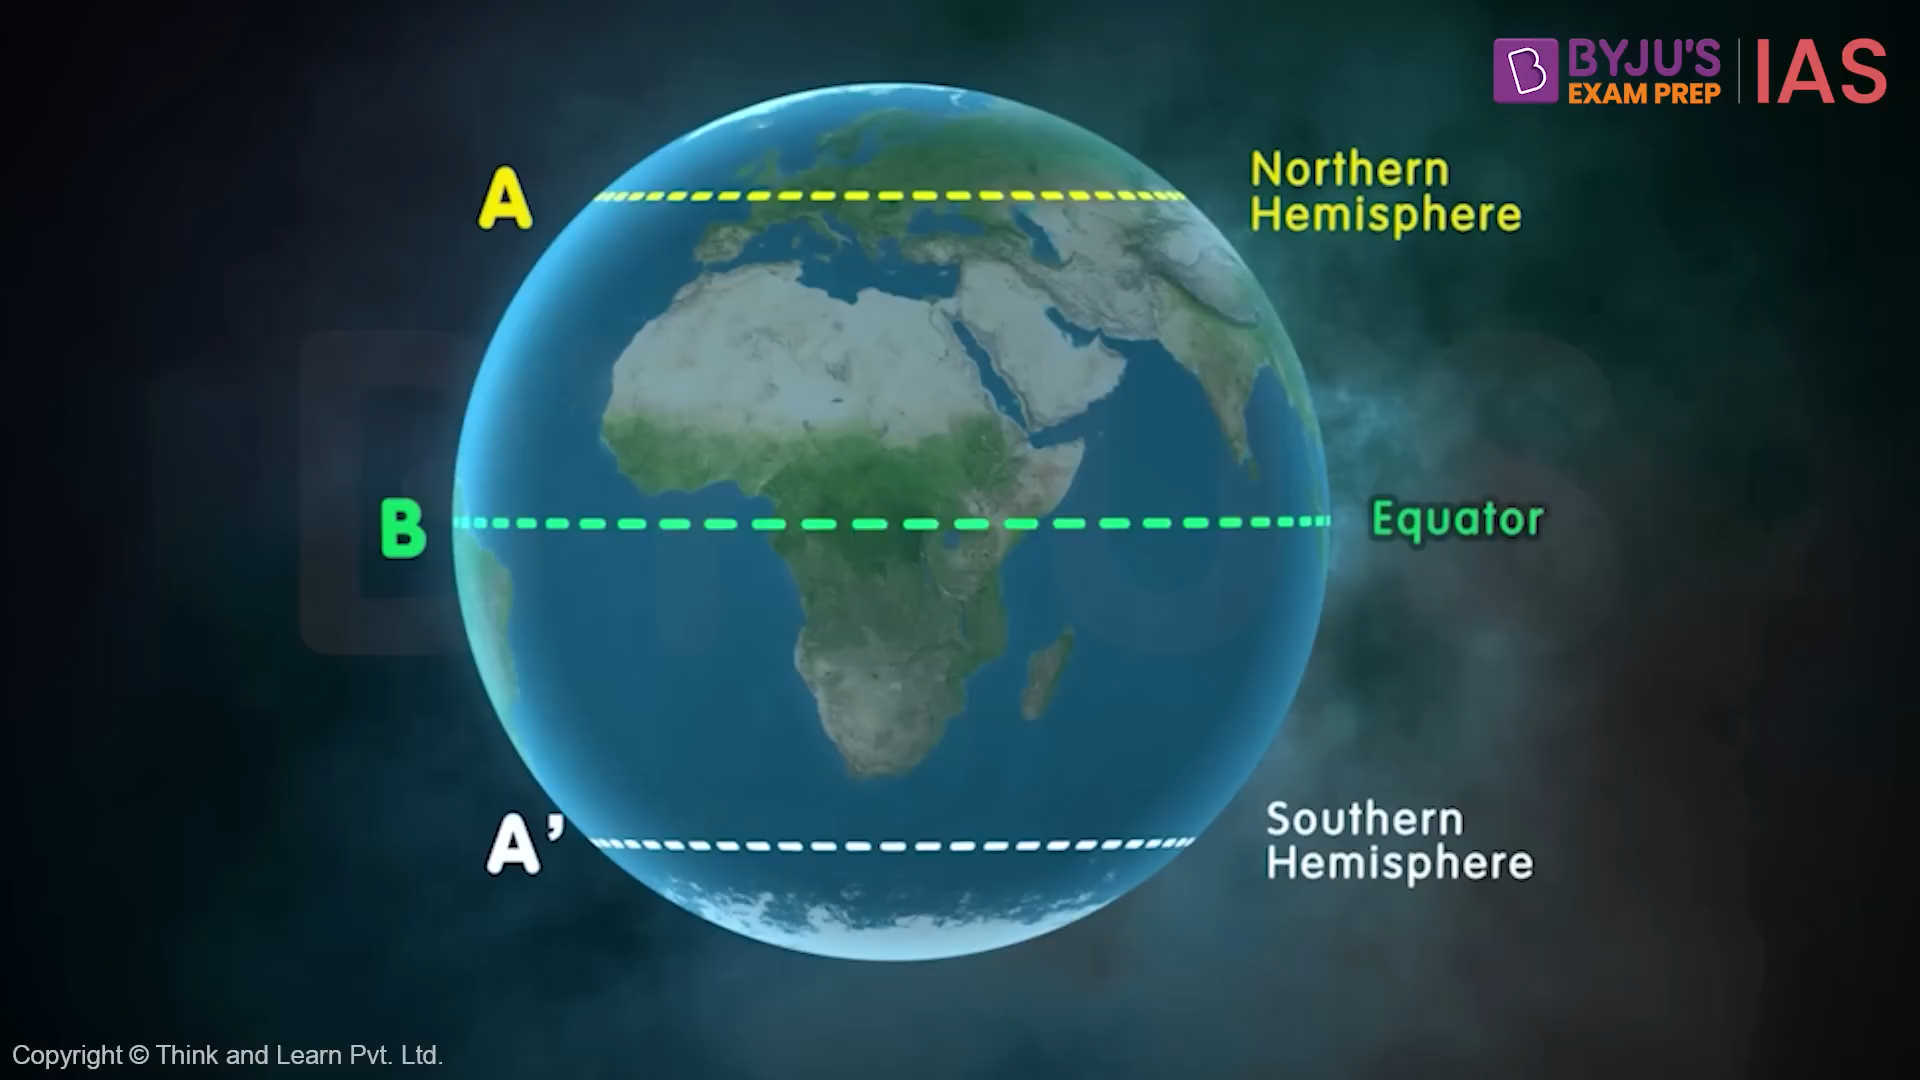 BYJU'S
EXAM PREP
IAS
A
Northern
Hemisphere
B
Equator
A’
Southern
Hemisphere
Copyright © Think and Learn Pvt. Ltd.